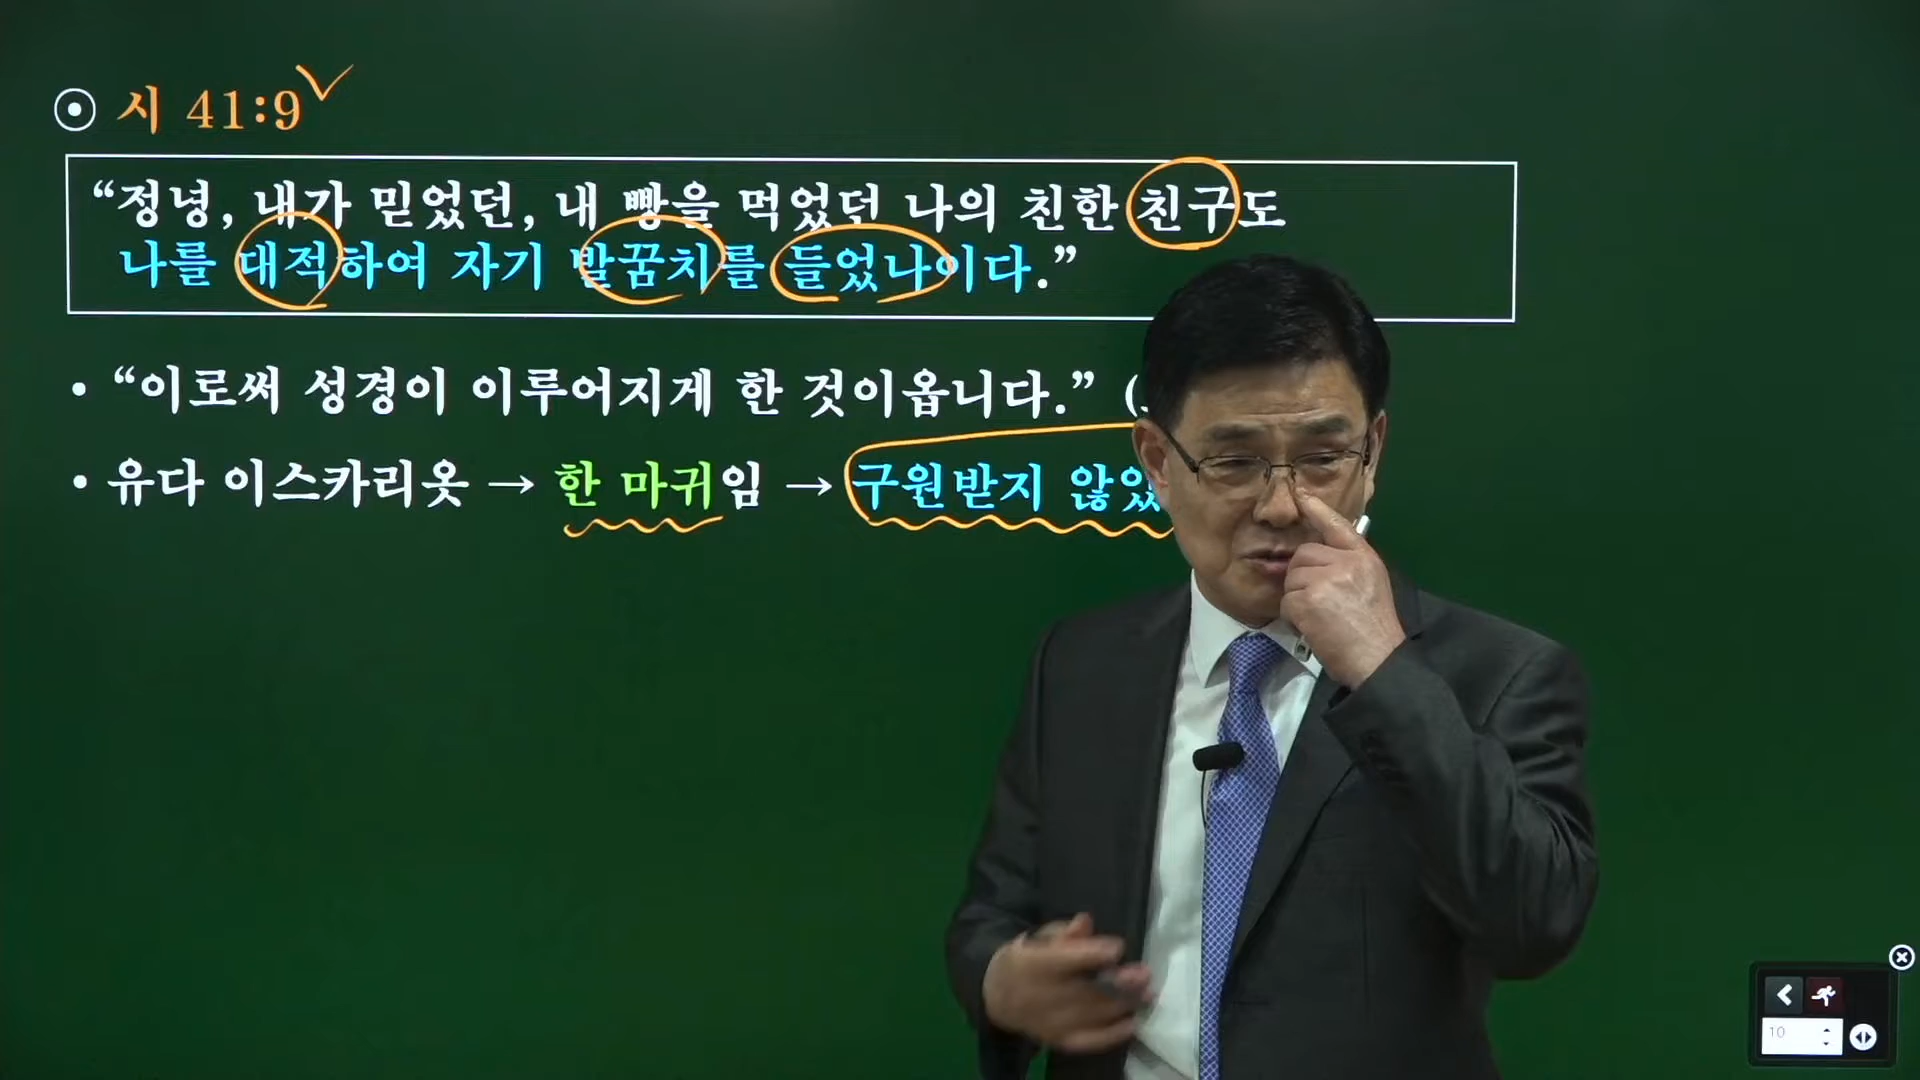 ⊙ 시 41:9
“정녕, 내가 믿었던, 내 빵을 먹었던 나의 친한 친구도
나를 대적하여 자기 발꿈치를 들었나이다.”
• “이로써 성경이 이루어지게 한 것이옵니다.” (
• 유다 이스카리옷 → 한 마귀임 → 구원받지 않았
10